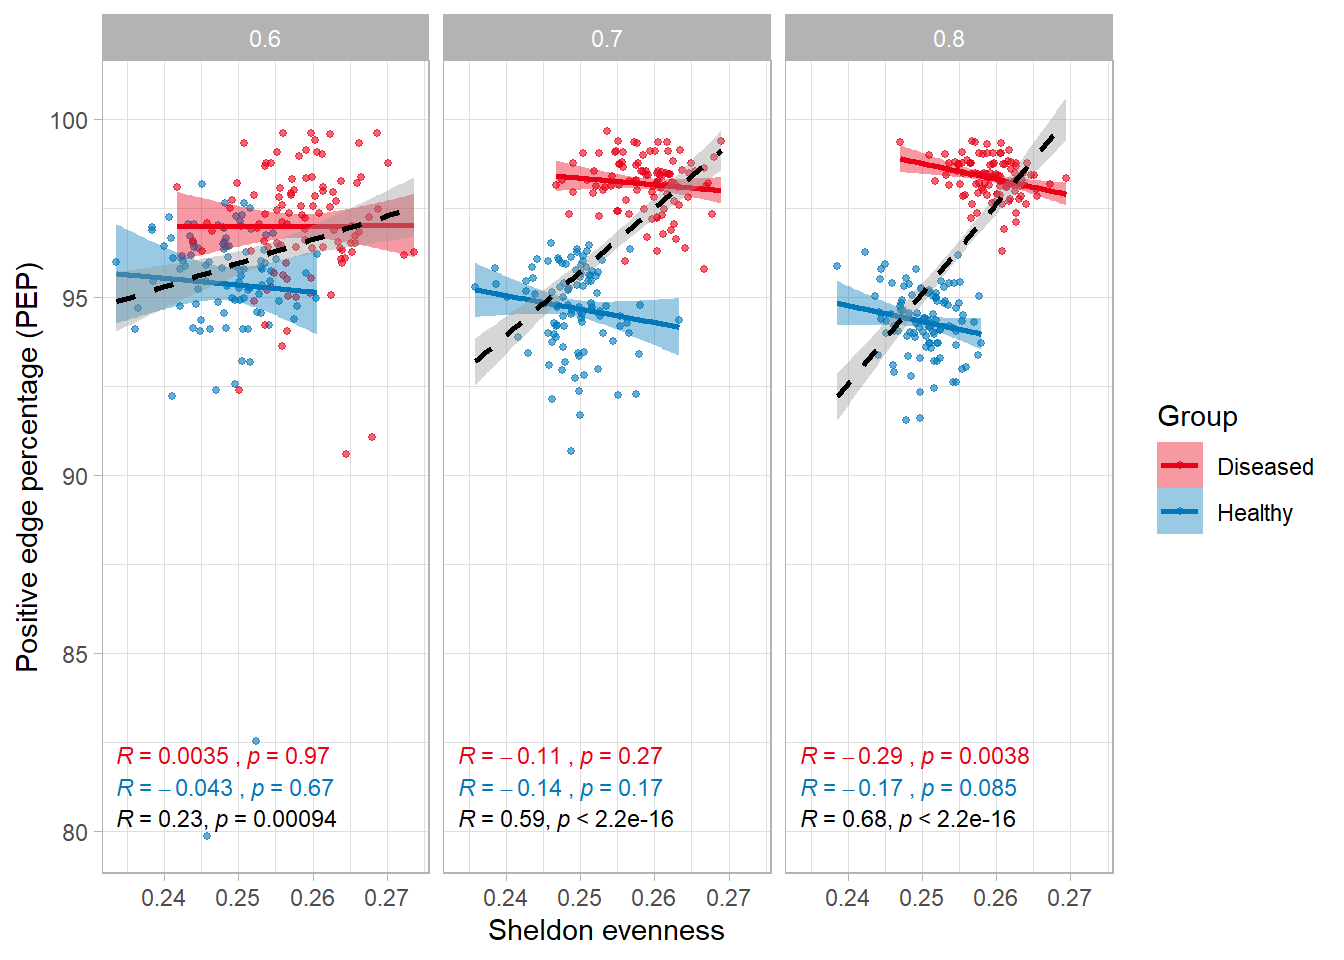 0.6 0.7 0.8
Positive edge percentage (PEP)
100
95
90
85
80
R = 0.0035 , p = 0.97
R = −0.043 , p = 0.67
R = 0.23, p = 0.00094
R = −0.11 , p = 0.27
R = −0.14 , p = 0.17
R = 0.59, p < 2.2e-16
R = −0.29 , p = 0.0038
R = −0.17 , p = 0.085
R = 0.68, p < 2.2e-16
0.24 0.25 0.26 0.27 0.24 0.25 0.26 0.27 0.24 0.25 0.26 0.27
Sheldon evenness
Group
Diseased
Healthy